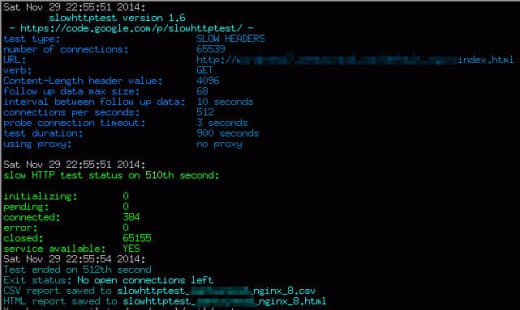 Sat Nov 29 22:55:51 2014:
slowhttptest version 1.6
- https://code.google.com/p/slowhttptest/ -
test type: SLOW HEADERS
number of connections: 65539
URL: http:// index.html
verb: GET
Content-Length header value: 4096
follow up data max size: 68
interval between follow up data: 10 seconds
connections per seconds: 512
probe connection timeout: 3 seconds
test duration: 900 seconds
using proxy: no proxy
Sat Nov 29 22:55:51 2014:
slow HTTP test status on 510th second:
initializing: 0
pending: 0
connected: 384
error: 0
closed: 65155
service available: YES
Sat Nov 29 22:55:54 2014:
Test ended on 512th second
Exit status: No open connections left
CSV report saved to slowhttptest_ _nginx_8.csv
HTML report saved to slowhttptest_ _nginx_8.html